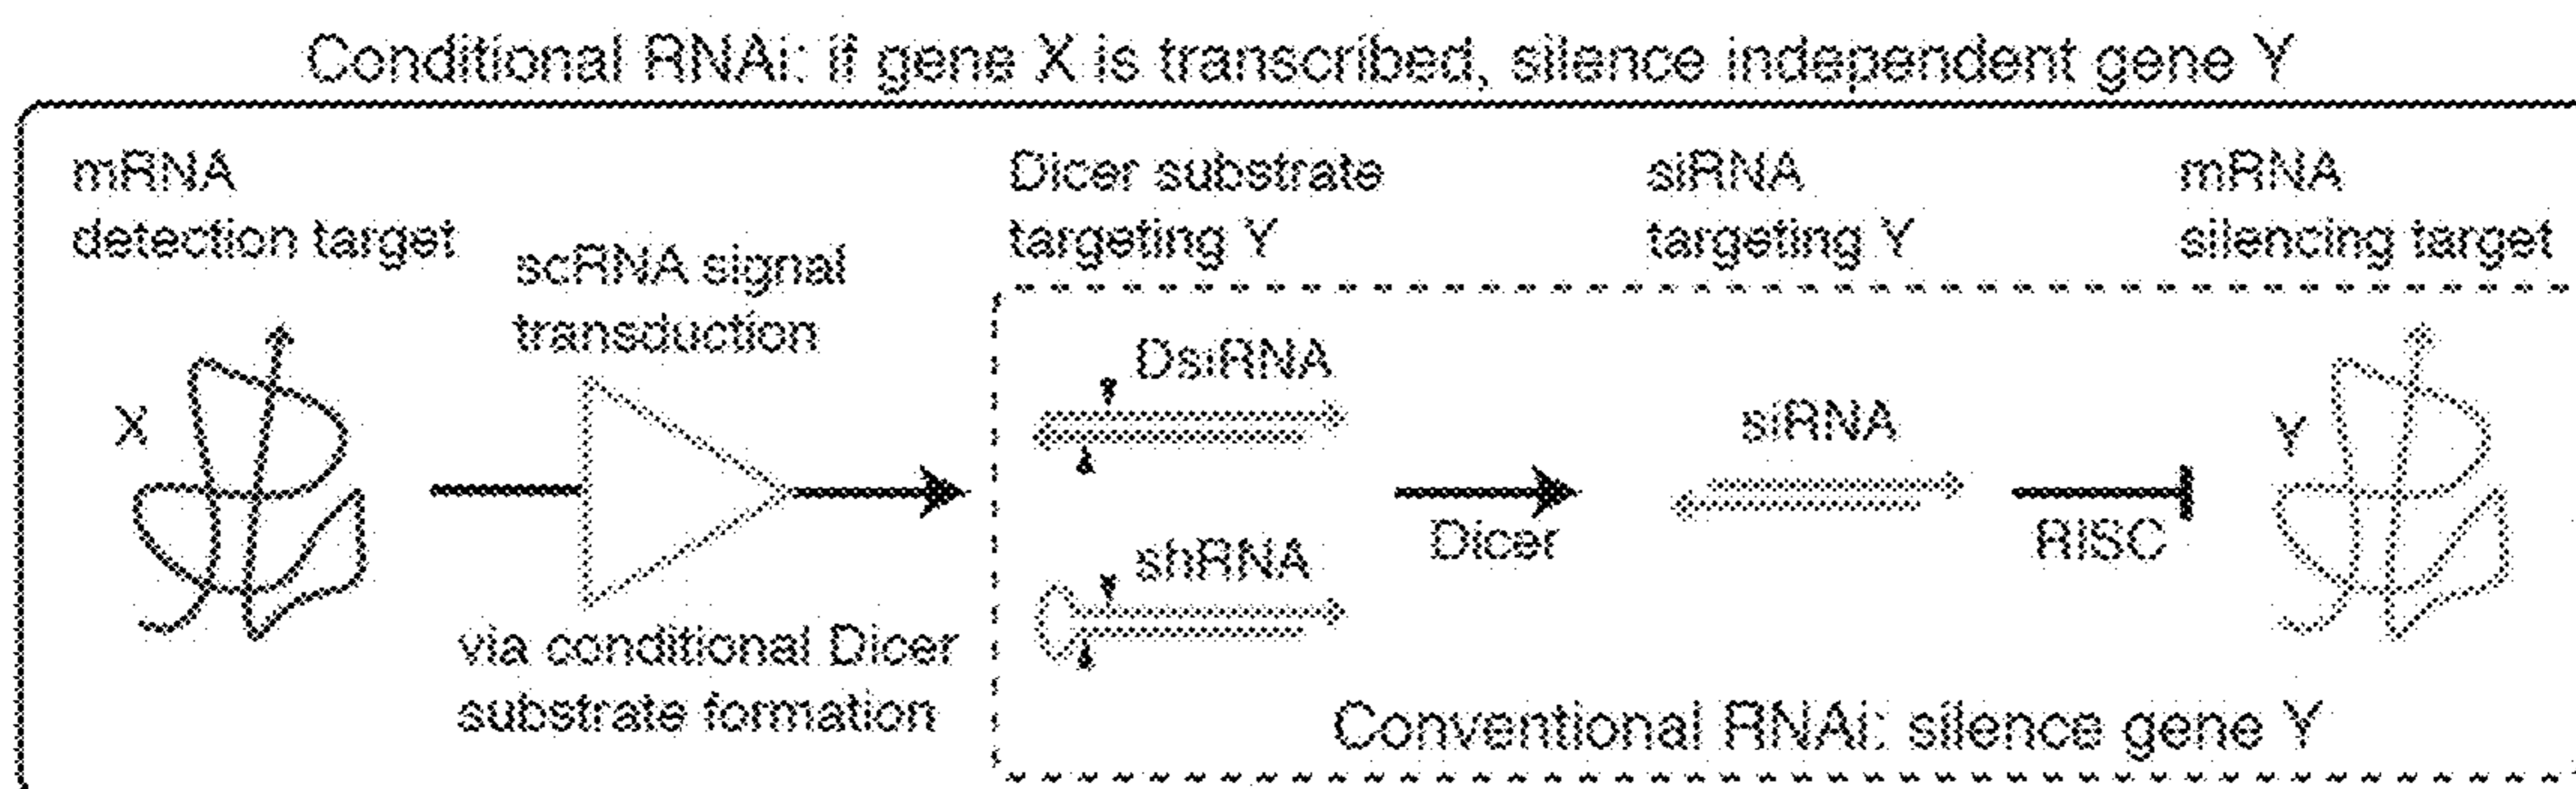 Conditional RNAi: if gene X is transcribed, silence independent gene Y
mRNA
detection target
scRNA signal
transduction
Dicer substrate
targeting Y
siRNA
targeting Y
mRNA
silencing target
X
via conditional Dicer
substrate formation
DsiRNA
shRNA
Dicer
siRNA
RISC
Y
Conventional RNAi: silence gene Y